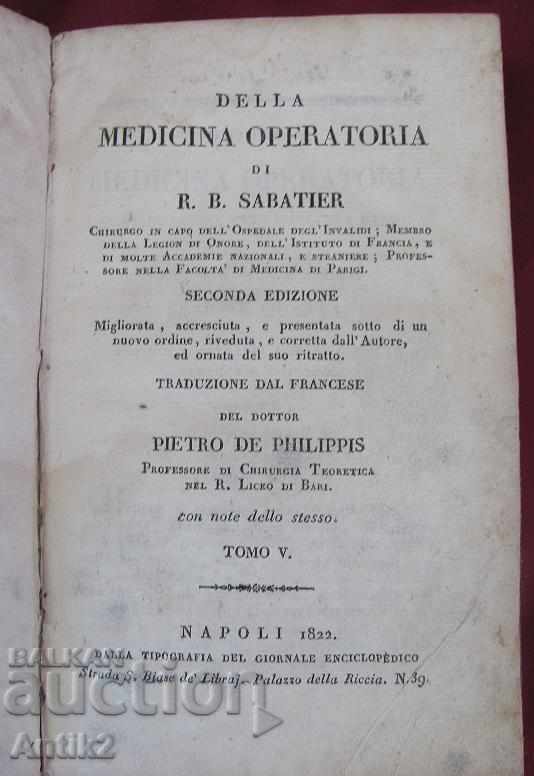 DELLA
MEDICINA OPERATORIA
DI
R. B. SABATIER
Chirurgo in capo dell'Ospedale degl'Invalidi; Membro
della Legion di Onore, dell'Istituto di Francia, e
di molte Accademie nazionali, e straniere; Profes-
sore nella Facolta' di Medicina di Parigi.
SECONDA EDIZIONE
Migliorata, accresciuta, e presentata sotto di un
nuovo ordine, riveduta, e corretta dall'Autore,
ed ornata del suo ritratto.
TRADUZIONE DAL FRANCESE
DEL DOTTOR
PIETRO DE PHILIPPIS
Professore di Chirurgia Teoretica
nel R. Liceo di Bari.
con note dello stesso.
TOMO V.
NAPOLI 1822.
DALLA TIPOGRAFIA DEL GIORNALE ENCICLOPÈDICO
Strada S. Biase de' Libraj. Palazzo della Riccia. N.39.
BALKAN
auction
Antik2